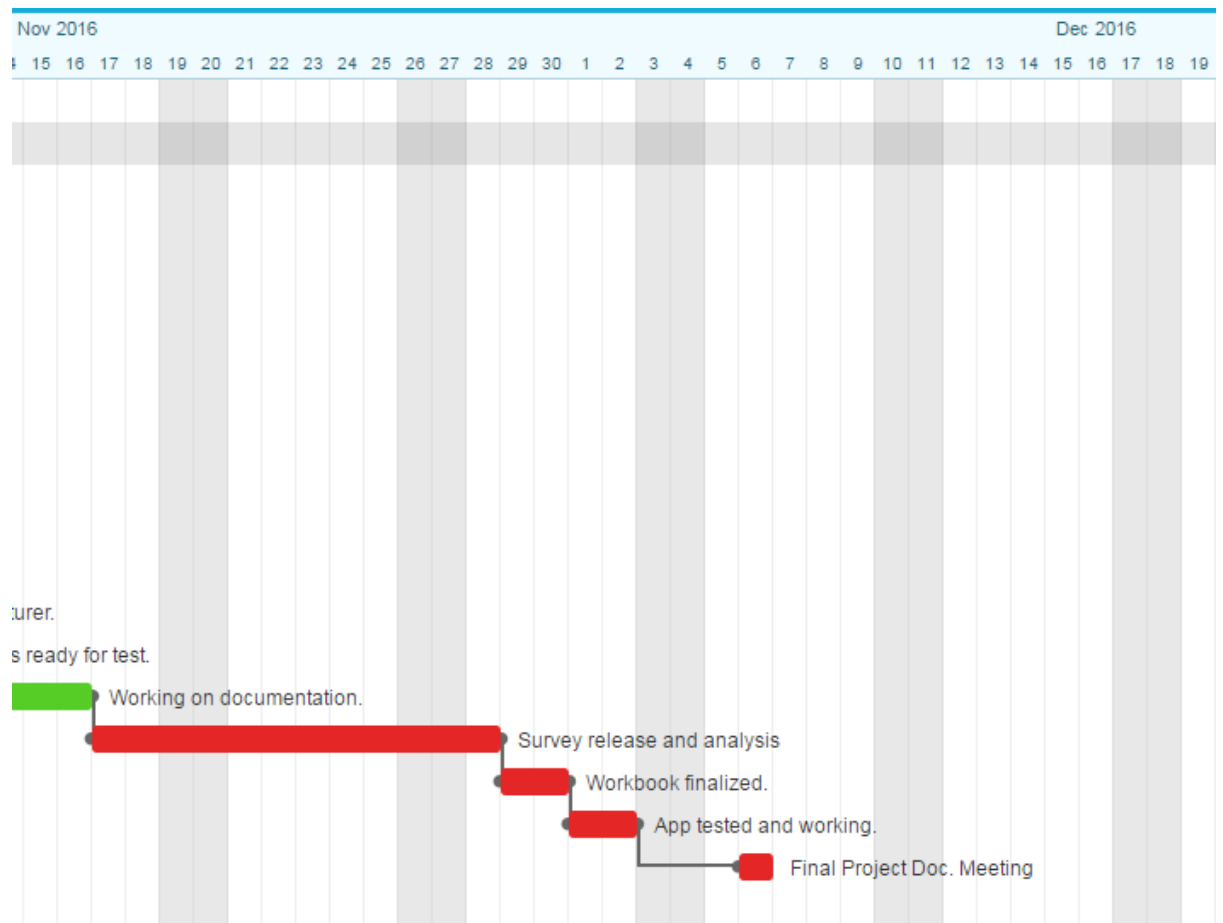 Nov 2016 Dec 2016
15 16 17 18 19 20 21 22 23 24 25 26 27 28 29 30 1 2 3 4 5 6 7 8 9 10 11 12 13 14 15 16 17 18 19
turer.
s ready for test.
Working on documentation.
Survey release and analysis
Workbook finalized.
App tested and working.
Final Project Doc. Meeting